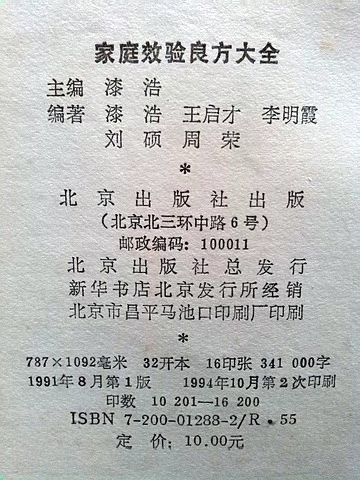 家庭效验良方大全
主编 漆浩
编著 漆浩 王启才 李明霞
刘硕 周荣
*
北京出版社出版
(北京北三环中路6号)
邮政编码:100011
北京出版社总发行
新华书店北京发行所经销
北京市昌平马池口印刷厂印刷
*
787×1092毫米 32开本 16印张 341 000字
1991年8月第1版 1994年10月第2次印刷
印数 10 201—16 200
ISBN 7-200-01288-2/R·55
定价:10.00元